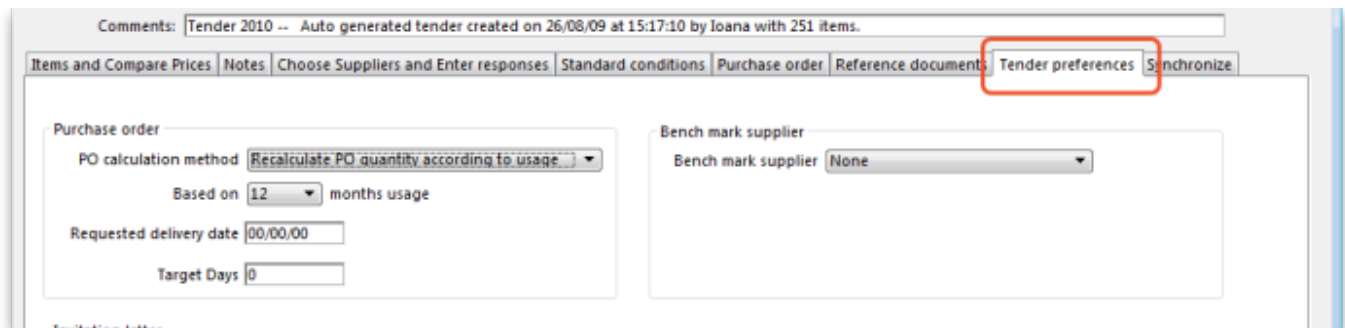 Comments: Tender 2010 -- Auto generated tender created on 26/08/09 at 15:17:10 by Ioana with 251 items.
Items and Compare Prices Notes Choose Suppliers and Enter responses Standard conditions Purchase order Reference documents Tender preferences Synchronize
Purchase order
PO calculation method Recalculate PO quantity according to usage
Based on 12 months usage
Requested delivery date 00/00/00
Target Days 0
Bench mark supplier
Bench mark supplier None